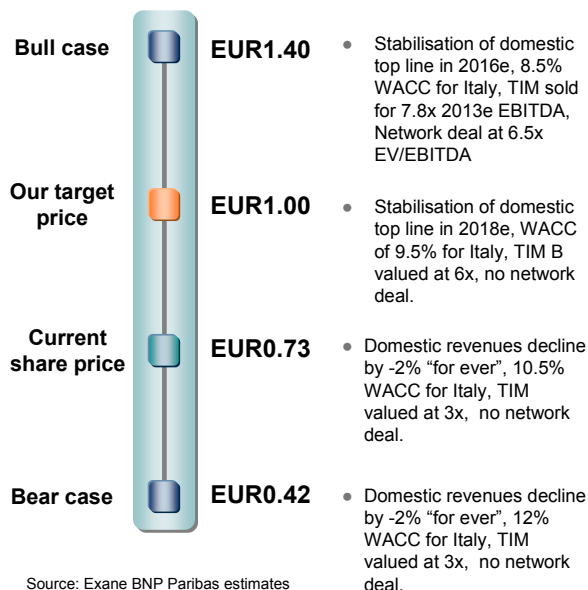 Bull case
EUR1.40
• Stabilisation of domestic
top line in 2016e, 8.5%
WACC for Italy, TIM sold
for 7.8x 2013e EBITDA,
Network deal at 6.5x
EV/EBITDA
Our target
price
EUR1.00
• Stabilisation of domestic
top line in 2018e, WACC
of 9.5% for Italy, TIM B
valued at 6x, no network
deal.
Current
share price
EUR0.73
• Domestic revenues decline
by -2% “for ever”, 10.5%
WACC for Italy, TIM
valued at 3x,  no network
deal.
Bear case
EUR0.42
• Domestic revenues decline
by -2% “for ever”, 12%
WACC for Italy, TIM
valued at 3x,  no network
deal.
Source: Exane BNP Paribas estimates